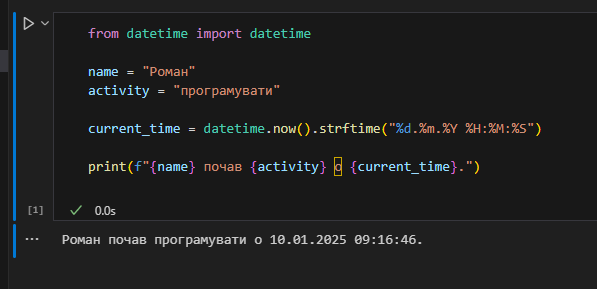 from datetime import datetime
name = "Роман"
activity = "програмувати"
current_time = datetime.now().strftime("%d.%m.%Y %H:%M:%S")
print(f"{name} почав {activity} о {current_time}.")
[1]
0.0s
Роман почав програмувати о 10.01.2025 09:16:46.